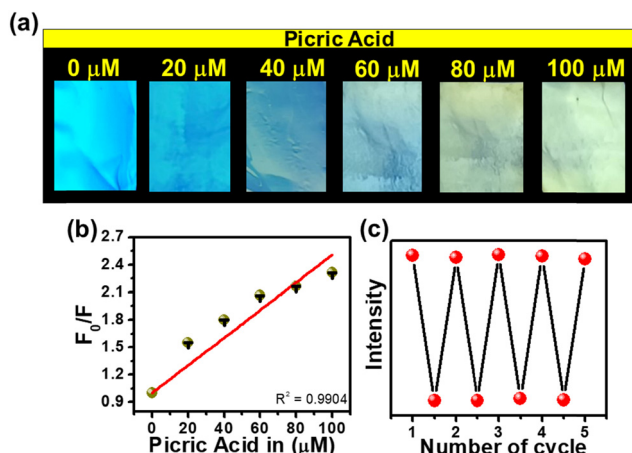 (a)
Picric Acid
0 μM 20 μM 40 μM 60 μM 80 μM 100 μM
(b)
2.7
2.4
2.1
1.8
1.5
1.2
0.9
F₀/F
R² = 0.9904
0 20 40 60 80 100
Picric Acid in (μM)
(c)
Intensity
1 2 3 4 5
Number of cycle